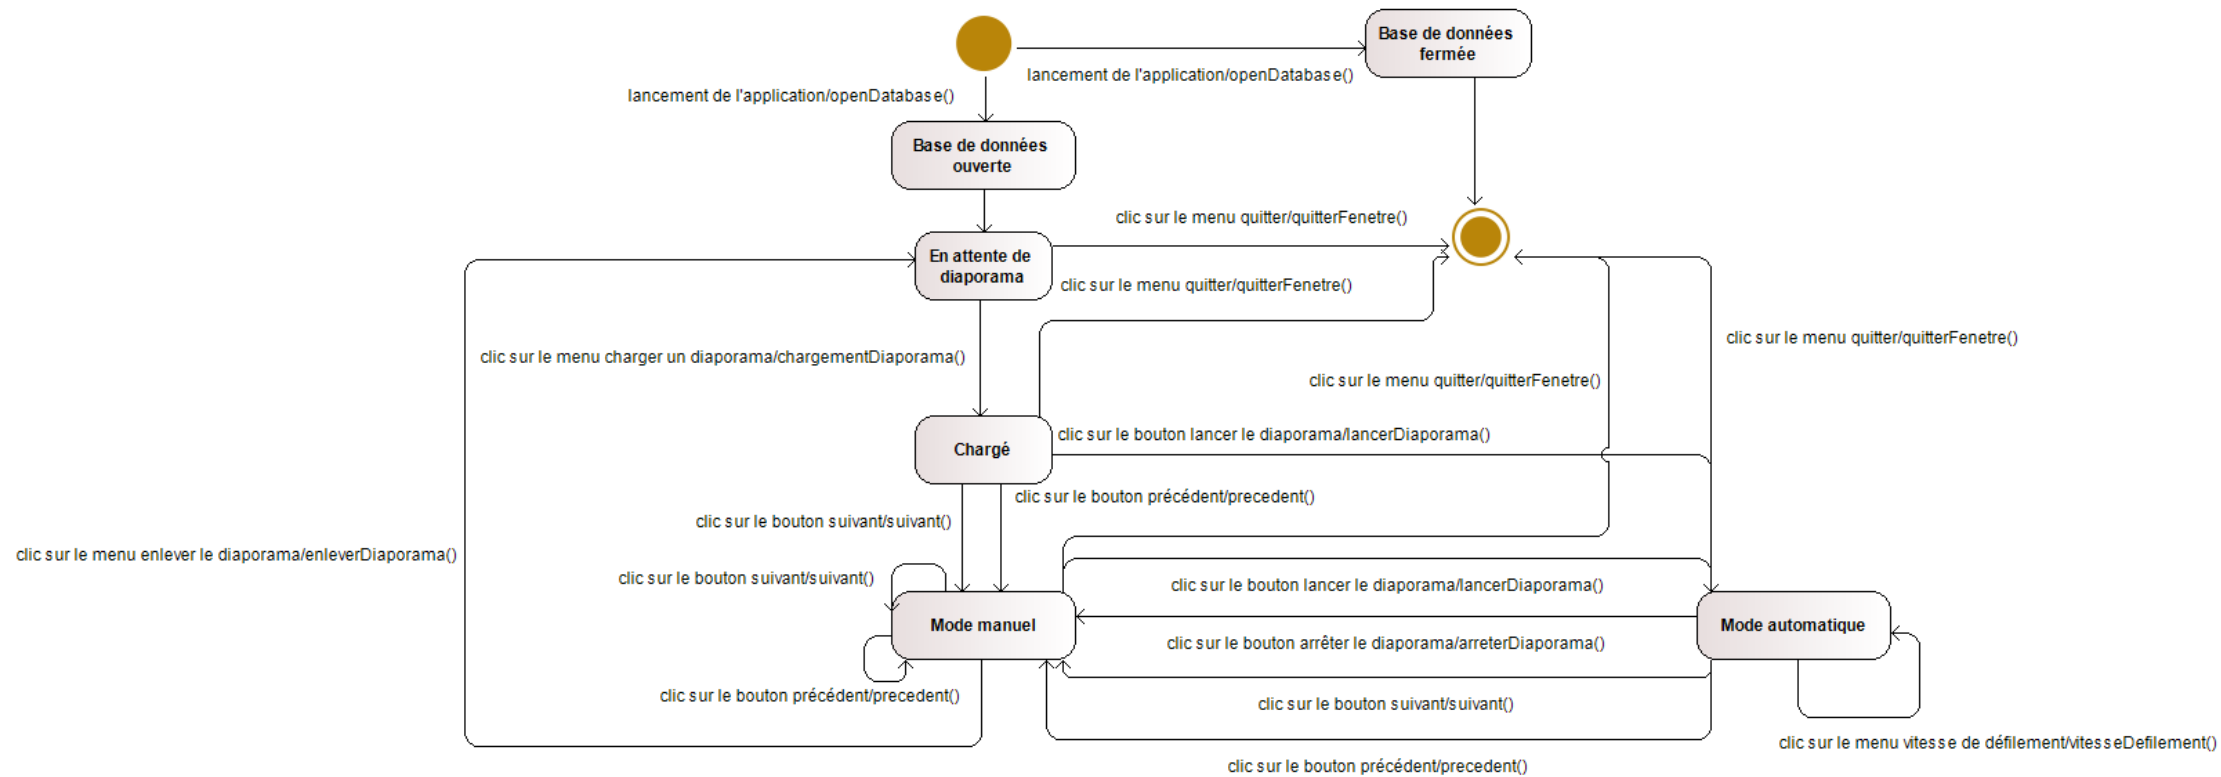 Base de données
fermée
lancement de l'application/openDatabase()
lancement de l'application/openDatabase()
Base de données
ouverte
clic sur le menu quitter/quitterFenetre()
En attente de
diaporama
clic sur le menu quitter/quitterFenetre()
clic sur le menu quitter/quitterFenetre()
clic sur le menu charger un diaporama/chargementDiaporama()
clic sur le menu quitter/quitterFenetre()
clic sur le bouton lancer le diaporama/lancerDiaporama()
Chargé
clic sur le bouton précédent/precedent()
clic sur le bouton suivant/suivant()
clic sur le menu enlever le diaporama/enleverDiaporama()
clic sur le bouton suivant/suivant()
clic sur le bouton lancer le diaporama/lancerDiaporama()
Mode manuel
Mode automatique
clic sur le bouton arrêter le diaporama/arreterDiaporama()
clic sur le bouton précédent/precedent()
clic sur le bouton suivant/suivant()
clic sur le menu vitesse de défilement/vitesseDefilement()
clic sur le bouton précédent/precedent()